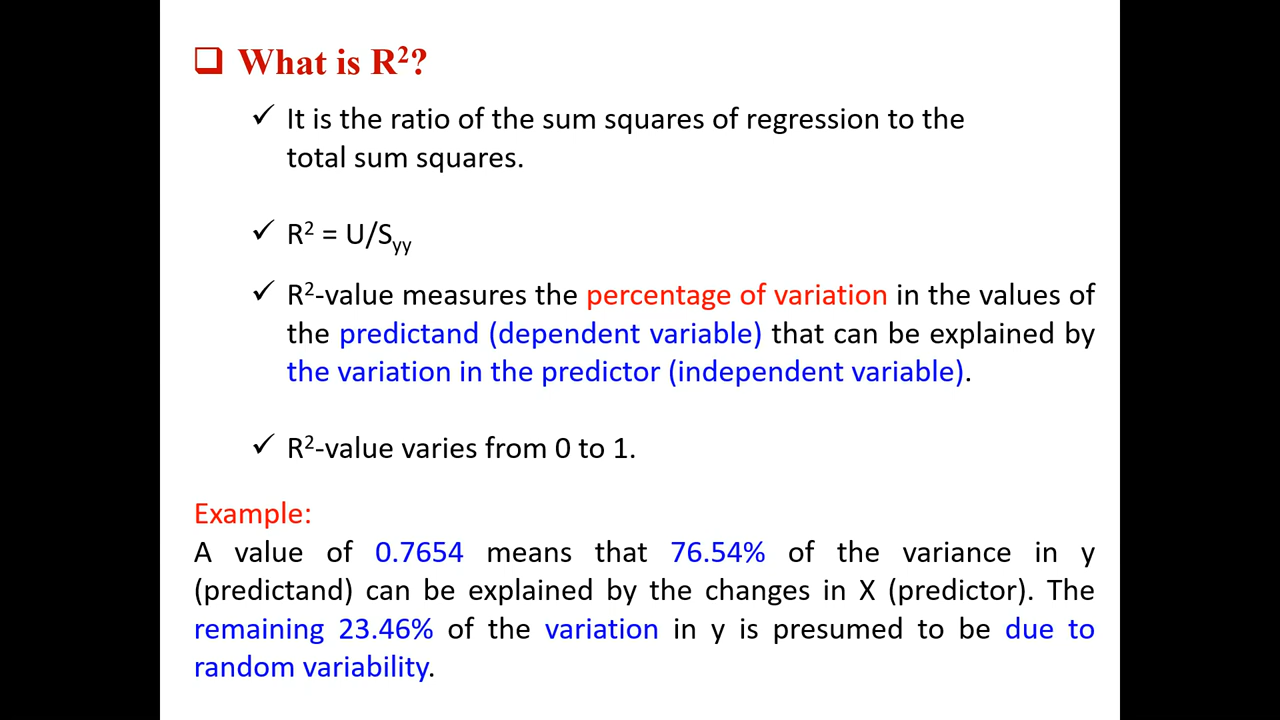 ❑ What is R²?
✓ It is the ratio of the sum squares of regression to the
total sum squares.
✓ R² = U/Syy
✓ R²-value measures the percentage of variation in the values of
the predictand (dependent variable) that can be explained by
the variation in the predictor (independent variable).
✓ R²-value varies from 0 to 1.
Example:
A value of 0.7654 means that 76.54% of the variance in y
(predictand) can be explained by the changes in X (predictor). The
remaining 23.46% of the variation in y is presumed to be due to
random variability.